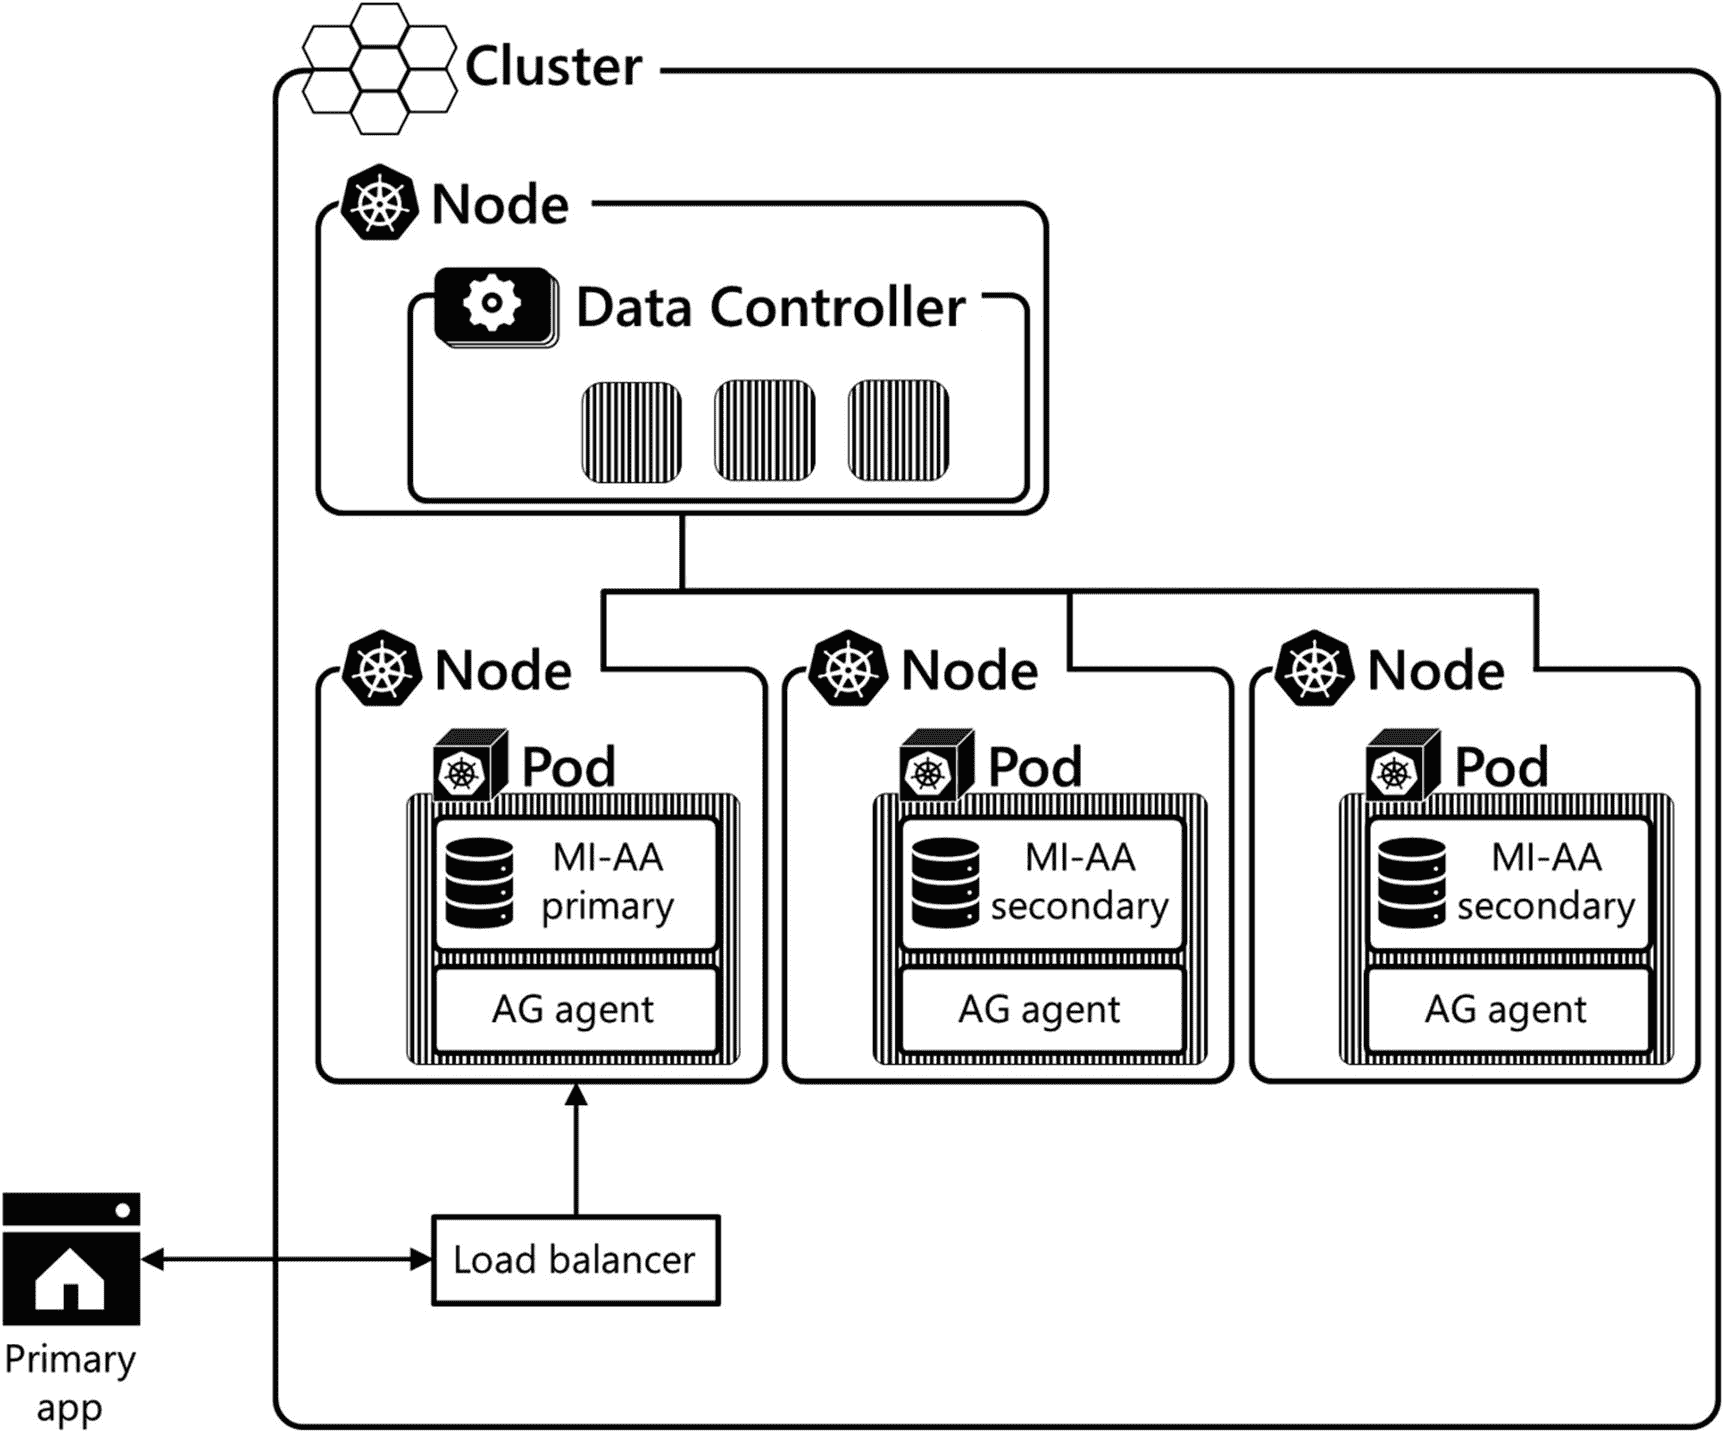 Cluster
Node
Data Controller
Node
Node
Node
Pod
Pod
Pod
MI-AA
primary
MI-AA
secondary
MI-AA
secondary
AG agent
AG agent
AG agent
Load balancer
Primary
app